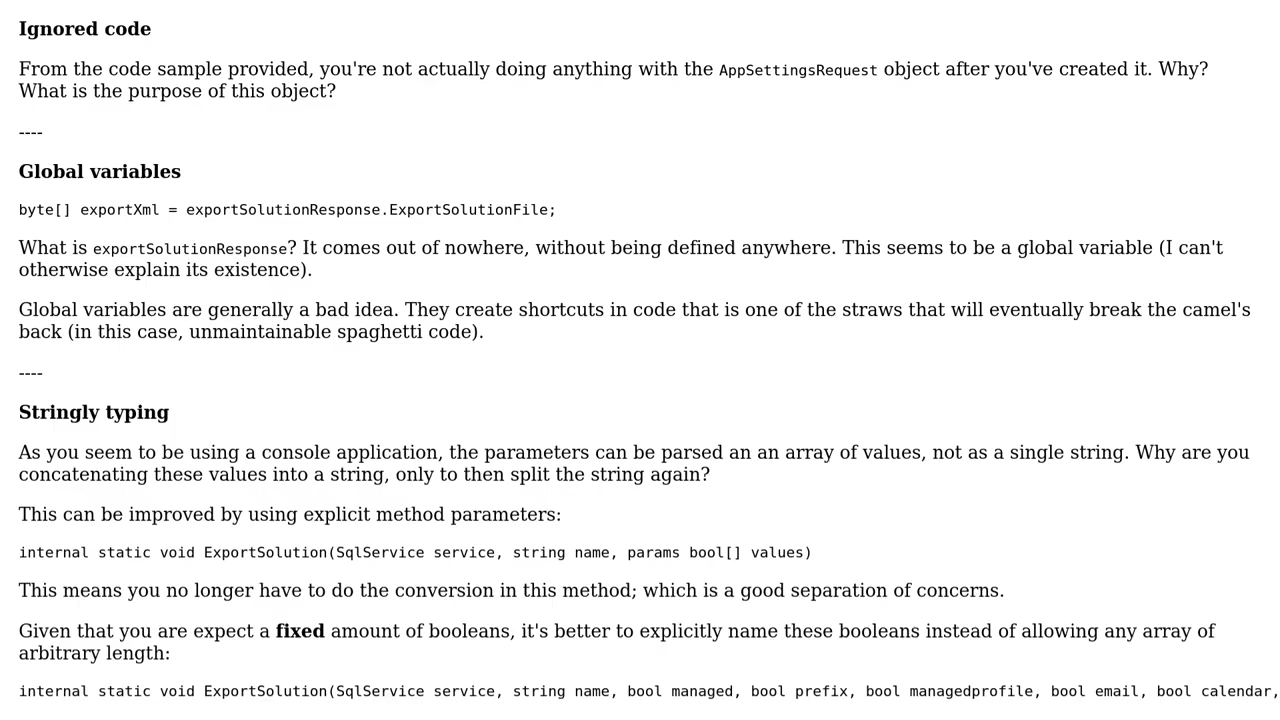 Ignored code
From the code sample provided, you're not actually doing anything with the AppSettingsRequest object after you've created it. Why?
What is the purpose of this object?
----
Global variables
byte[] exportXml = exportSolutionResponse.ExportSolutionFile;
What is exportSolutionResponse? It comes out of nowhere, without being defined anywhere. This seems to be a global variable (I can't
otherwise explain its existence).
Global variables are generally a bad idea. They create shortcuts in code that is one of the straws that will eventually break the camel's
back (in this case, unmaintainable spaghetti code).
----
Stringly typing
As you seem to be using a console application, the parameters can be parsed an an array of values, not as a single string. Why are you
concatenating these values into a string, only to then split the string again?
This can be improved by using explicit method parameters:
internal static void ExportSolution(SqlService service, string name, params bool[] values)
This means you no longer have to do the conversion in this method; which is a good separation of concerns.
Given that you are expect a fixed amount of booleans, it's better to explicitly name these booleans instead of allowing any array of
arbitrary length:
internal static void ExportSolution(SqlService service, string name, bool managed, bool prefix, bool managedprofile, bool email, bool calendar,